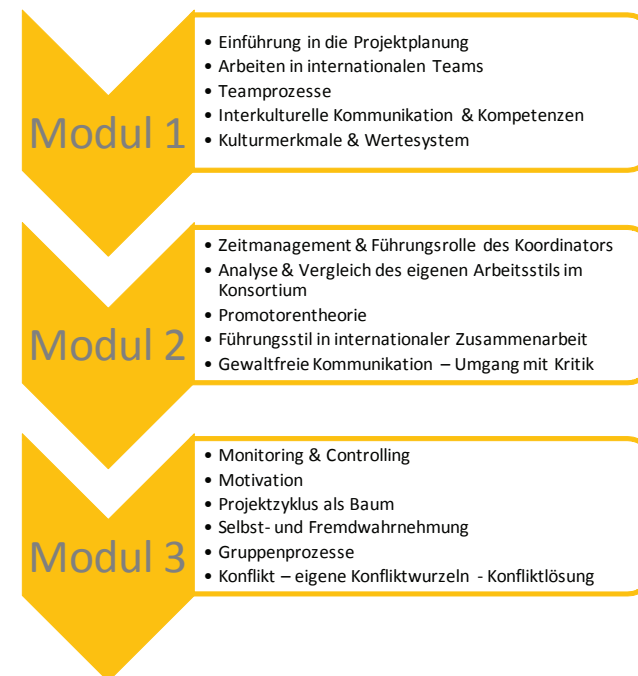 Modul 1
• Einführung in die Projektplanung
• Arbeiten in internationalen Teams
• Teamprozesse
• Interkulturelle Kommunikation & Kompetenzen
• Kulturmerkmale & Wertesystem
Modul 2
• Zeitmanagement & Führungsrolle des Koordinators
• Analyse & Vergleich des eigenen Arbeitsstils im
Konsortium
• Promotorentheorie
• Führungsstil in internationaler Zusammenarbeit
• Gewaltfreie Kommunikation – Umgang mit Kritik
Modul 3
• Monitoring & Controlling
• Motivation
• Projektzyklus als Baum
• Selbst- und Fremdwahrnehmung
• Gruppenprozesse
• Konflikt – eigene Konfliktwurzeln - Konfliktlösung